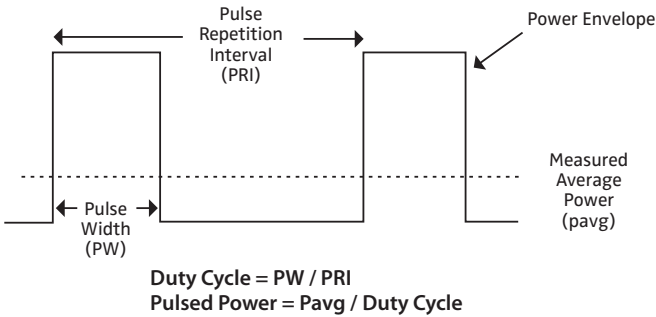 Pulse
Repetition
Interval
(PRI)
Power Envelope
Measured
Average
Power
(pavg)
Pulse
Width
(PW)
Duty Cycle = PW / PRI
Pulsed Power = Pavg / Duty Cycle